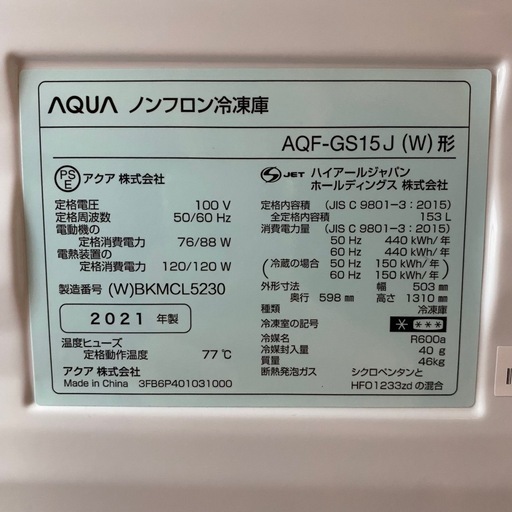 AQUA ノンフロン冷凍庫
AQF-GS15J (W) 形
PSE アクア 株式会社
定格電圧 100 V
定格周波数 50/60 Hz
電動機の
定格消費電力 76/88 W
電熱装置の
定格消費電力 120/120 W
製造番号 (W)BKMCL5230
2021 年製
温度ヒューズ
定格動作温度 77℃
アクア 株式会社
Made in China 3FB6P401031000
S JET ハイアールジャパン
ホールディングス 株式会社
定格内容積 (JIS C 9801-3 : 2015)
全定格内容積 153 L
消費電力量 (JIS C 9801-3 : 2015)
50 Hz 440 kWh/年
60 Hz 440 kWh/年
(冷蔵の場合 50 Hz 150 kWh/年)
60 Hz 150 kWh/年
外形寸法 幅 503 mm
奥行 598 mm 高さ 1310 mm
種類 冷凍庫
冷凍室の記号 * ***
冷媒名 R600a
冷媒封入量 40 g
質量 46kg
断熱発泡ガス シクロペンタンと
HFO1233zd の混合